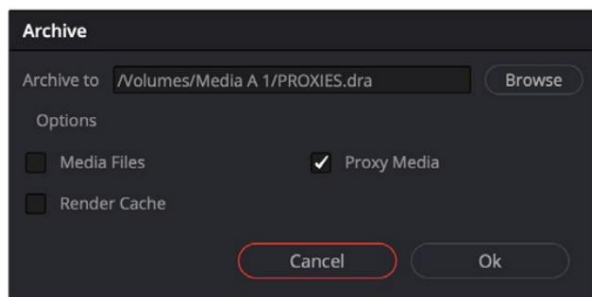 Archive
Archive to /Volumes/Media A 1/PROXIES.dra Browse
Options
Media Files Proxy Media
Render Cache
Cancel Ok